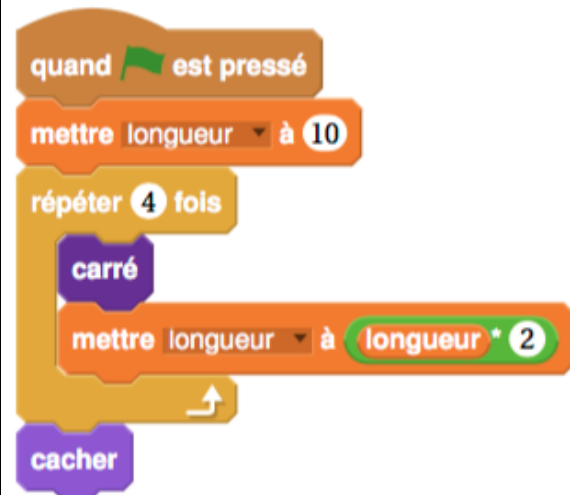 quand est pressé
mettre longueur à 10
répéter 4 fois
carré
mettre longueur à longueur * 2
cacher